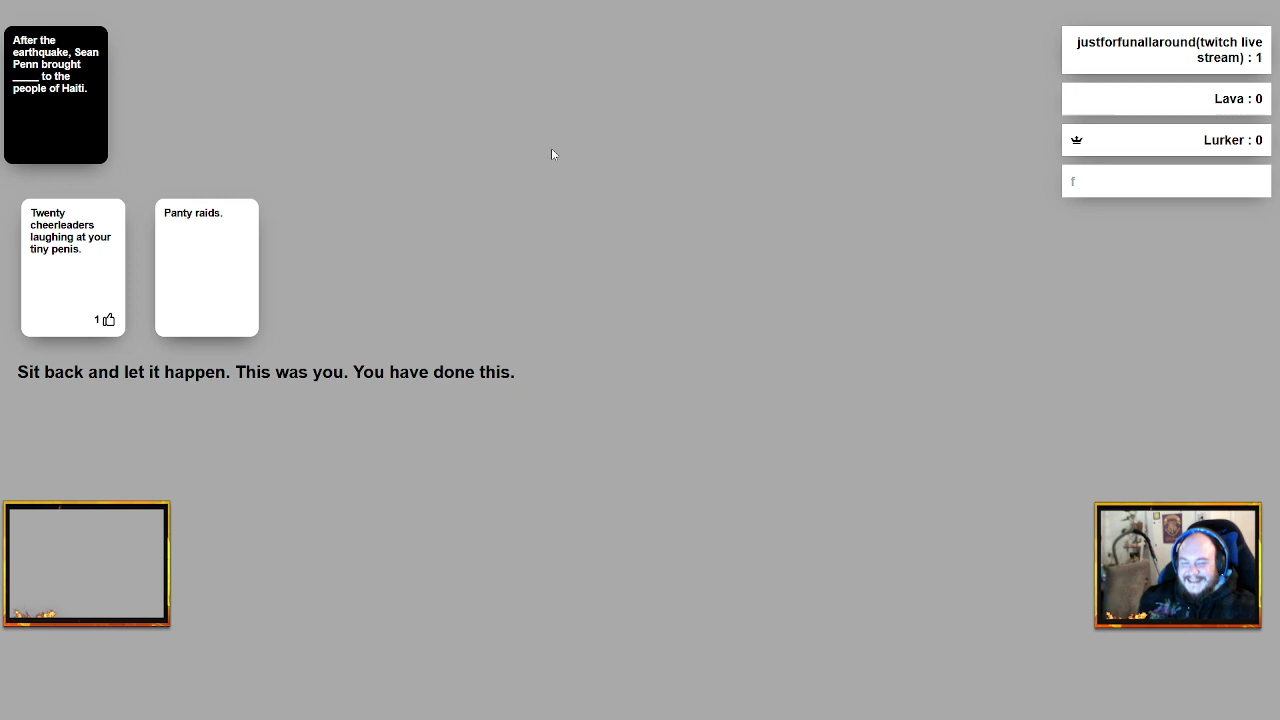 After the
earthquake, Sean
Penn brought
_____ to the
people of Haiti.
Twenty
cheerleaders
laughing at your
tiny penis.
1
Panty raids.
Sit back and let it happen. This was you. You have done this.
justforfunallaround(twitch live
stream) : 1
Lava : 0
Lurker : 0
f